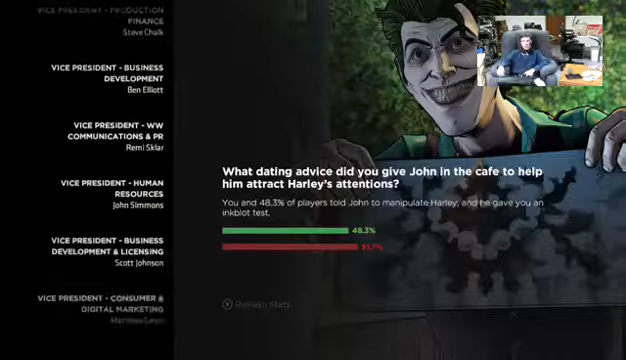 VICE PRESIDENT - PRODUCTION
FINANCE
Steve Chalk
VICE PRESIDENT - BUSINESS
DEVELOPMENT
Ben Elliott
VICE PRESIDENT - WW
COMMUNICATIONS & PR
Remi Sklar
VICE PRESIDENT - HUMAN
RESOURCES
John Simmons
VICE PRESIDENT - BUSINESS
DEVELOPMENT & LICENSING
Scott Johnson
VICE PRESIDENT - CONSUMER &
DIGITAL MARKETING
What dating advice did you give John in the cafe to help
him attract Harley's attentions?
You and 48.3% of players told John to manipulate Harley, and he gave you an
inkblot test.
48.3%
51.7%
X Refresh Stats